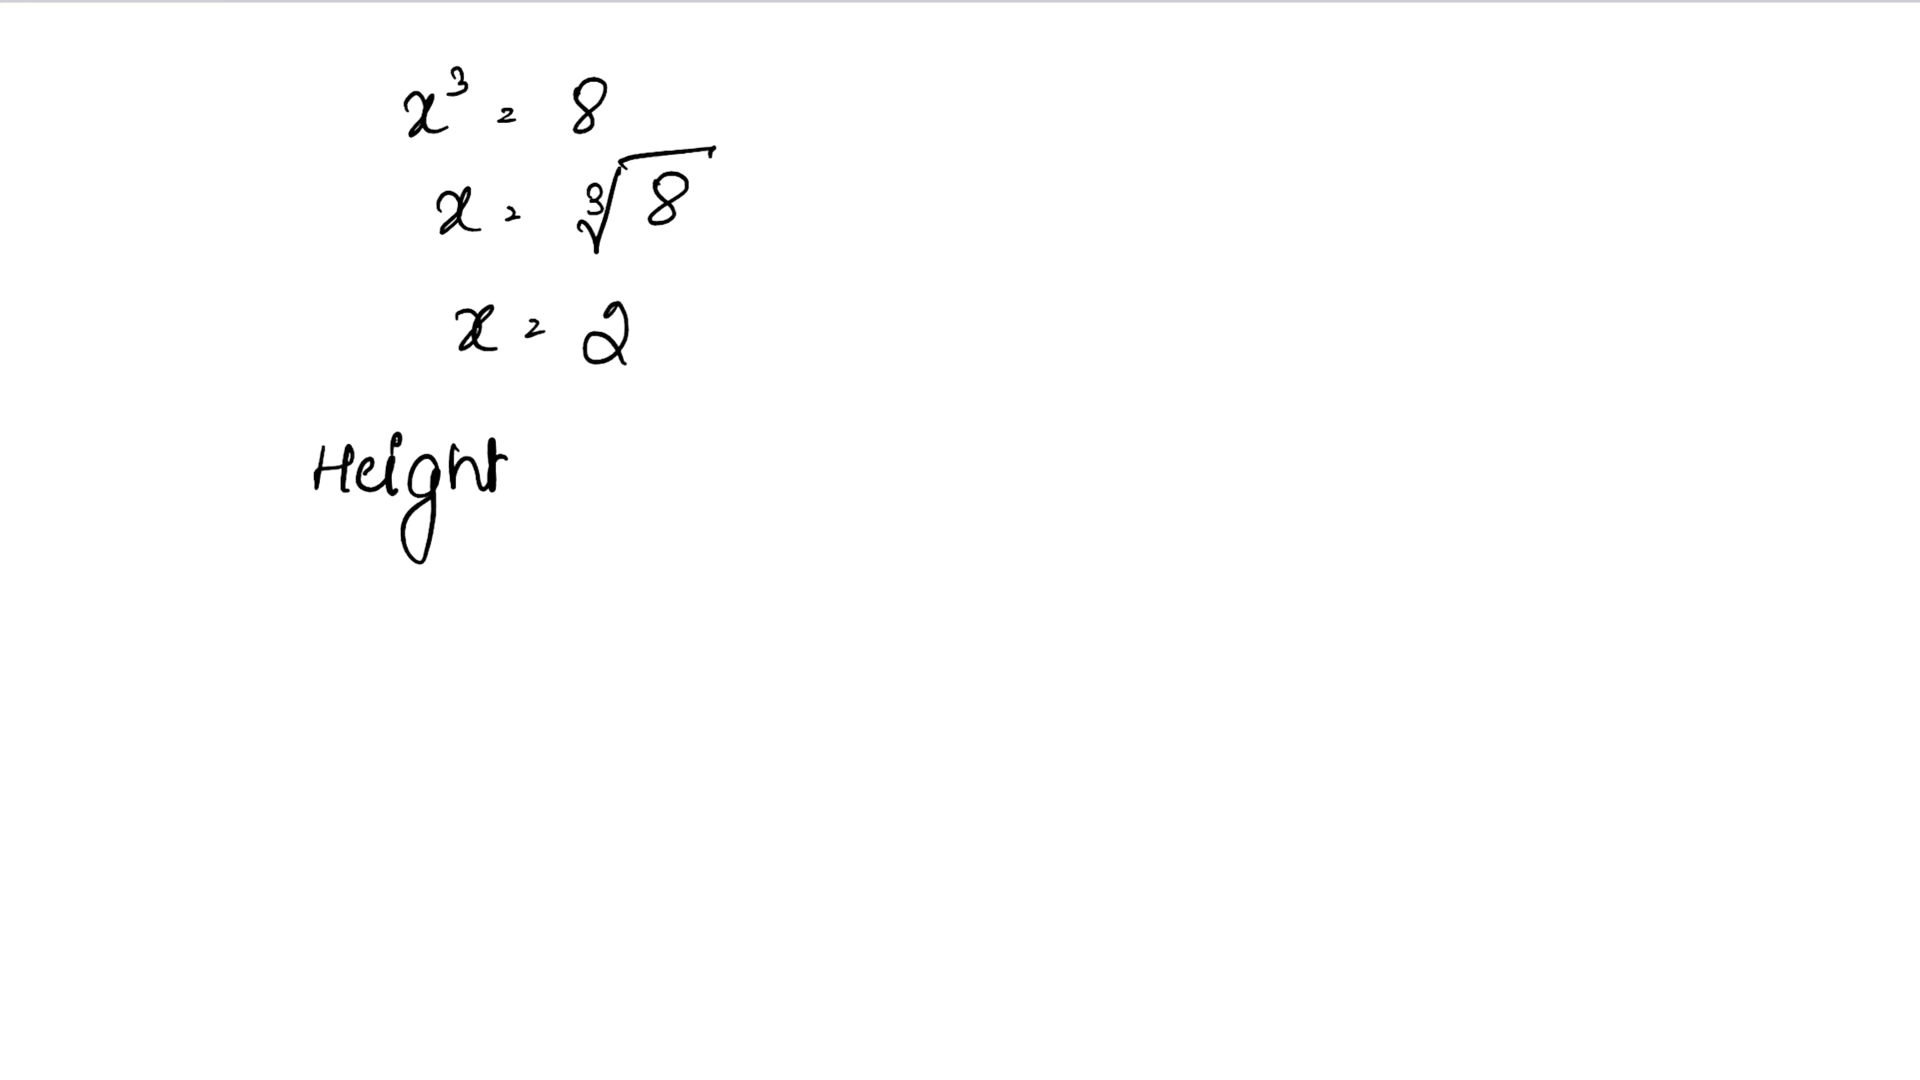 x³ = 8
x = ∛8
x = 2
Height